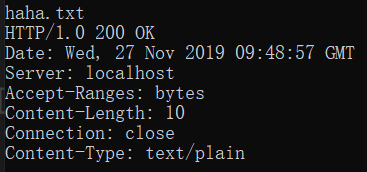 haha.txt
HTTP/1.0 200 OK
Date: Wed, 27 Nov 2019 09:48:57 GMT
Server: localhost
Accept-Ranges: bytes
Content-Length: 10
Connection: close
Content-Type: text/plain